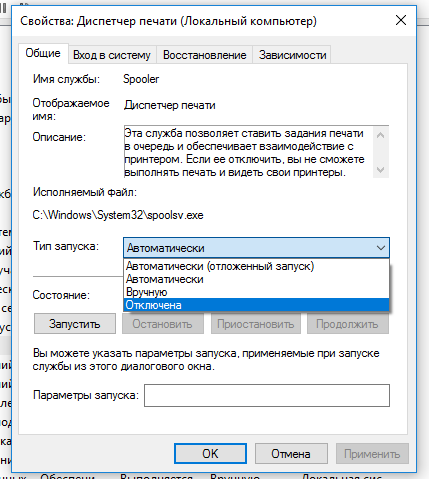 Свойства: Диспетчер печати (Локальный компьютер)
Общие Вход в систему Восстановление Зависимости
Имя службы: Spooler
Отображаемое имя: Диспетчер печати
Описание: Эта служба позволяет ставить задания печати
в очередь и обеспечивает взаимодействие с
принтером. Если ее отключить, вы не сможете
выполнять печать и видеть свои принтеры.
Исполняемый файл:
C:\Windows\System32\spoolsv.exe
Тип запуска: Автоматически
Автоматически (отложенный запуск)
Автоматически
Вручную
Отключена
Состояние:
Запустить Остановить Приостановить Продолжить
Вы можете указать параметры запуска, применяемые при запуске
службы из этого диалогового окна.
Параметры запуска:
OK Отмена Применить